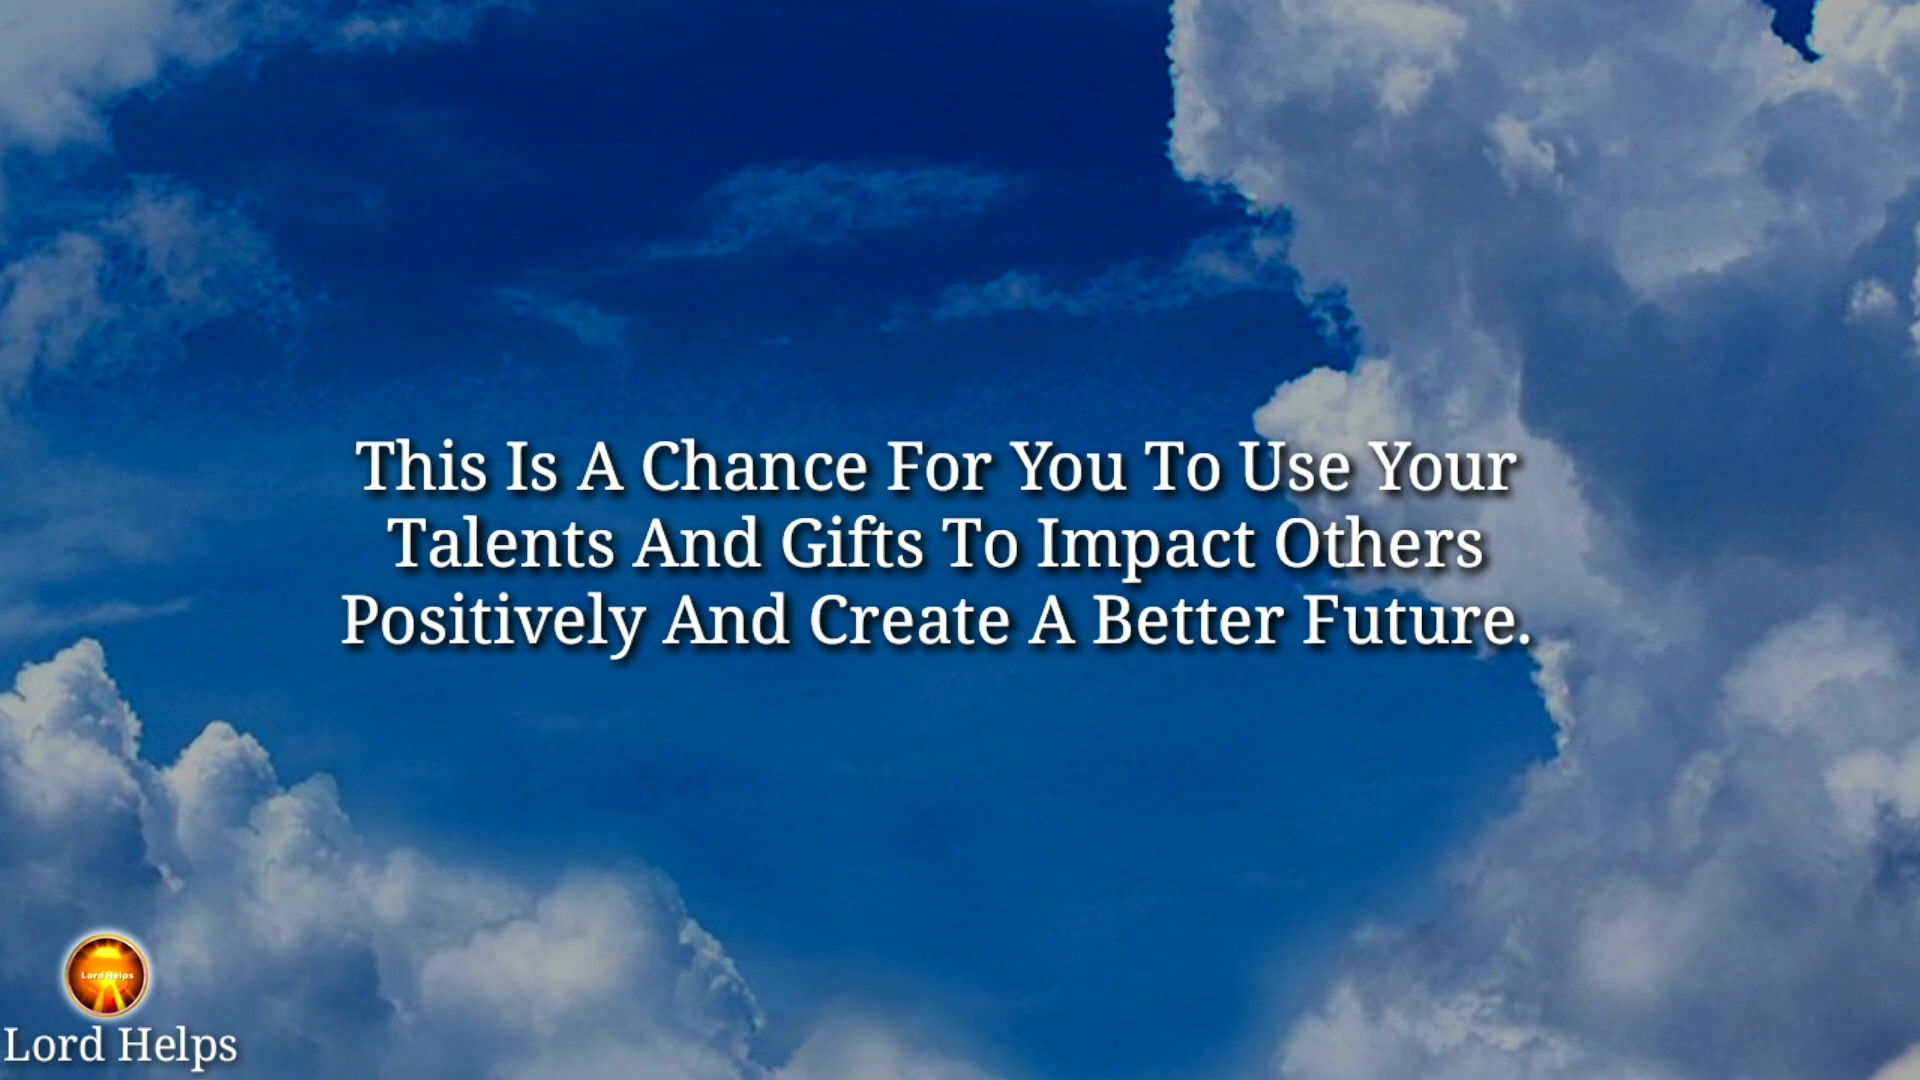 This Is A Chance For You To Use Your
Talents And Gifts To Impact Others
Positively And Create A Better Future.
Lord Helps
Lord Helps